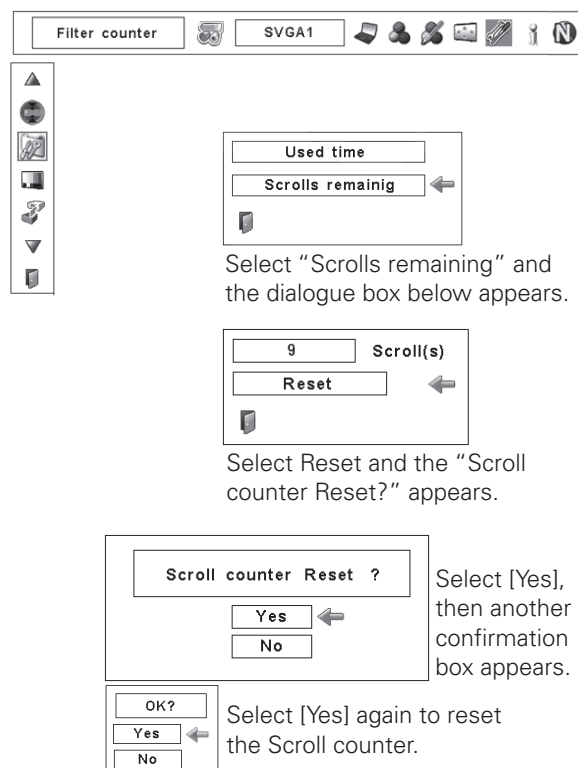 Filter counter
SVGA1
Used time
Scrolls remainig
Select “Scrolls remaining” and
the dialogue box below appears.
9 Scroll(s)
Reset
Select Reset and the “Scroll
counter Reset?” appears.
Scroll counter Reset ?
Yes
No
Select [Yes],
then another
confirmation
box appears.
OK?
Yes
No
Select [Yes] again to reset
the Scroll counter.